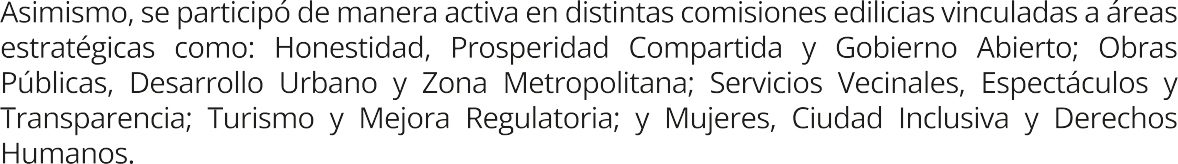 Asimismo, se participó de manera activa en distintas comisiones edilicias vinculadas a áreas
estratégicas como: Honestidad, Prosperidad Compartida y Gobierno Abierto; Obras
Públicas, Desarrollo Urbano y Zona Metropolitana; Servicios Vecinales, Espectáculos y
Transparencia; Turismo y Mejora Regulatoria; y Mujeres, Ciudad Inclusiva y Derechos
Humanos.